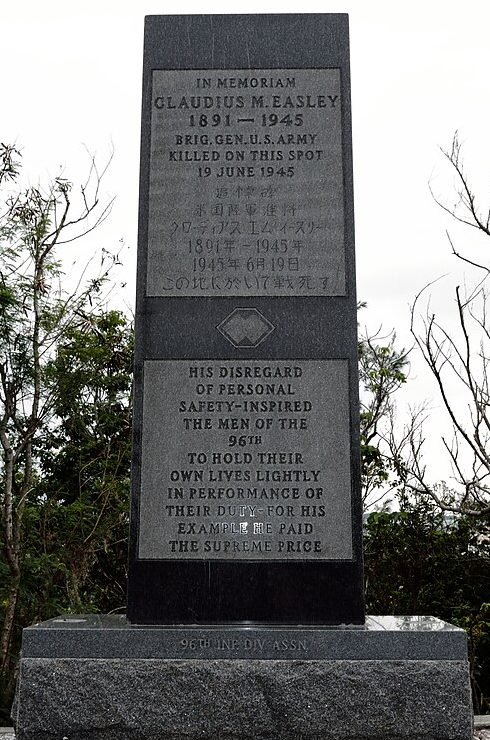 IN MEMORIAM
CLAUDIUS M. EASLEY
1891 — 1945
BRIG. GEN. U.S. ARMY
KILLED ON THIS SPOT
19 JUNE 1945
追悼
米国陸軍准将
クローディアス エム イースリー
1891年-1945年
1945年6月19日
この地に於いて戦死す
HIS DISREGARD
OF PERSONAL
SAFETY-INSPIRED
THE MEN OF THE
96TH
TO HOLD THEIR
OWN LIVES LIGHTLY
IN PERFORMANCE OF
THEIR DUTY-FOR HIS
EXAMPLE HE PAID
THE SUPREME PRICE
96TH INF. DIV. ASSN.